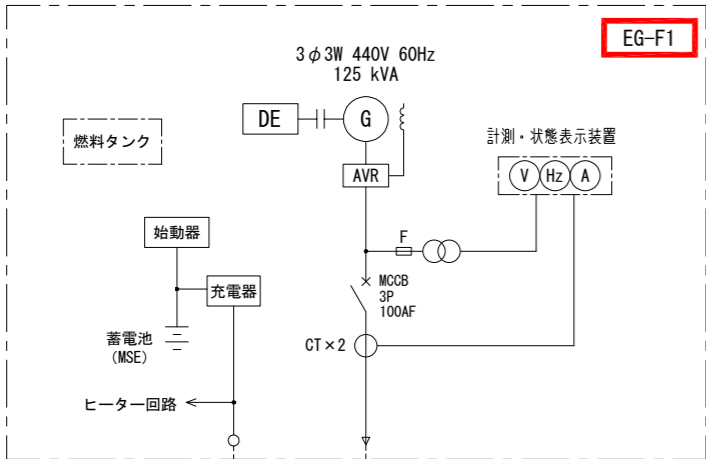 EG-F1
3φ3W 440V 60Hz
125 kVA
DE
G
燃料タンク
計測・状態表示装置
AVR
V Hz A
始動器
F
充電器
MCCB
3P
100AF
蓄電池
(MSE)
CT×2
ヒーター回路